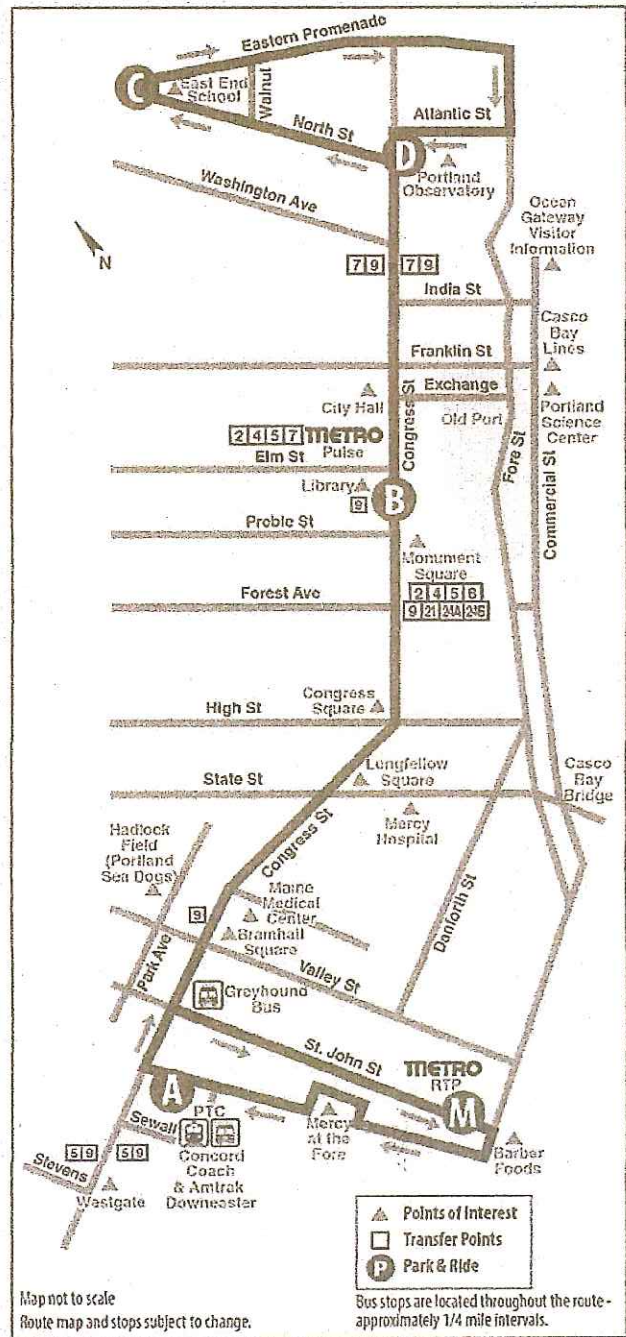 Eastern Promenade
C
East End
School
Walnut
North St
Atlantic St
D
Portland
Observatory
Washington Ave
Ocean
Gateway
Visitor
Information
N
7 9
7 9
India St
Casco
Bay
Lines
Franklin St
Exchange
City Hall
Congress St
Old Port
Portland
Science
Center
2 4 5 7 METRO
Pulse
Elm St
Fore St
Commercial St
Library
B
9
Preble St
Monument
Square
2 4 5 8
9 21 24A 24B
Forest Ave
Congress
Square
High St
Longfellow
Square
State St
Casco
Bay
Bridge
Mercy
Hospital
Congress St
Hadlock
Field
(Portland
Sea Dogs)
Maine
Medical
Center
9
Bramhall
Square
Danforth St
Park Ave
Valley St
Greyhound
Bus
St. John St
METRO
RTP
M
A
PTC
Sewall
Mercy
at the
Fore
Barber
Foods
Concord
Coach
& Amtrak
Downeaster
5 9
5 9
Stevens
Westgate
Points of Interest
Transfer Points
P Park & Ride
Map not to scale
Route map and stops subject to change.
Bus stops are located throughout the route -
approximately 1/4 mile intervals.